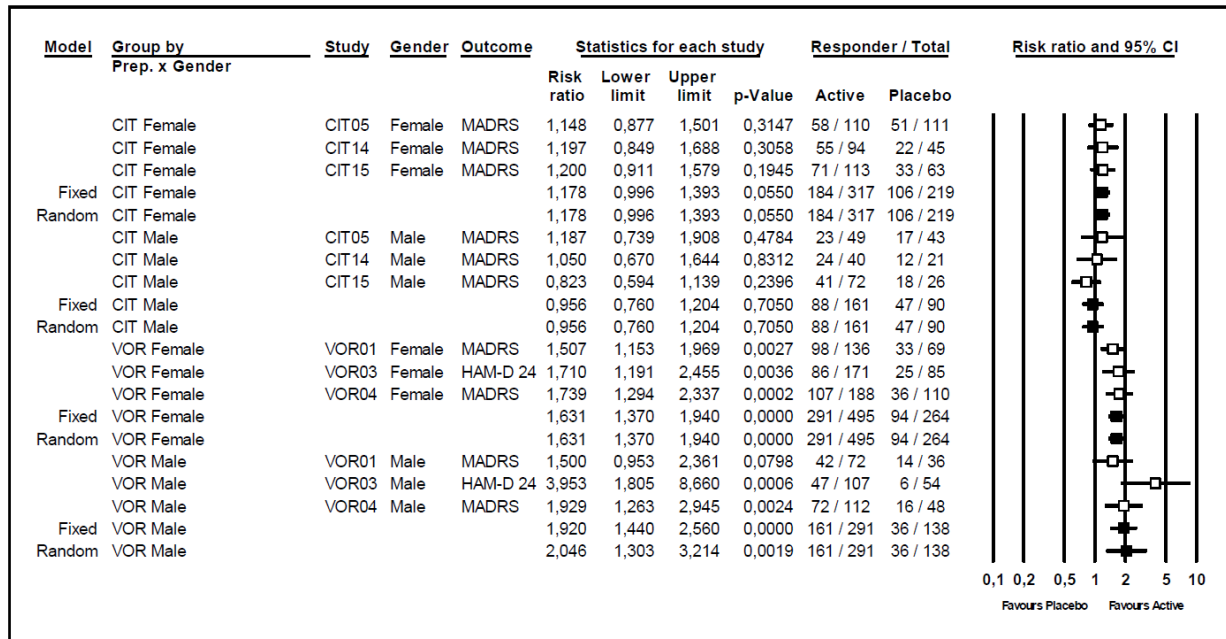 Model Group by Study Gender Outcome Statistics for each study Responder / Total Risk ratio and 95% CI
Prep. x Gender
Risk ratio Lower limit Upper limit p-Value Active Placebo
CIT Female CIT05 Female MADRS 1,148 0,877 1,501 0,3147 58 / 110 51 / 111
CIT Female CIT14 Female MADRS 1,197 0,849 1,688 0,3058 55 / 94 22 / 45
CIT Female CIT15 Female MADRS 1,200 0,911 1,579 0,1945 71 / 113 33 / 63
Fixed CIT Female 1,178 0,996 1,393 0,0550 184 / 317 106 / 219
Random CIT Female 1,178 0,996 1,393 0,0550 184 / 317 106 / 219
CIT Male CIT05 Male MADRS 1,187 0,739 1,908 0,4784 23 / 49 17 / 43
CIT Male CIT14 Male MADRS 1,050 0,670 1,644 0,8312 24 / 40 12 / 21
CIT Male CIT15 Male MADRS 0,823 0,594 1,139 0,2396 41 / 72 18 / 26
Fixed CIT Male 0,956 0,760 1,204 0,7050 88 / 161 47 / 90
Random CIT Male 0,956 0,760 1,204 0,7050 88 / 161 47 / 90
VOR Female VOR01 Female MADRS 1,507 1,153 1,969 0,0027 98 / 136 33 / 69
VOR Female VOR03 Female HAM-D 24 1,710 1,191 2,455 0,0036 86 / 171 25 / 85
VOR Female VOR04 Female MADRS 1,739 1,294 2,337 0,0002 107 / 188 36 / 110
Fixed VOR Female 1,631 1,370 1,940 0,0000 291 / 495 94 / 264
Random VOR Female 1,631 1,370 1,940 0,0000 291 / 495 94 / 264
VOR Male VOR01 Male MADRS 1,500 0,953 2,361 0,0798 42 / 72 14 / 36
VOR Male VOR03 Male HAM-D 24 3,953 1,805 8,660 0,0006 47 / 107 6 / 54
VOR Male VOR04 Male MADRS 1,929 1,263 2,945 0,0024 72 / 112 16 / 48
Fixed VOR Male 1,920 1,440 2,560 0,0000 161 / 291 36 / 138
Random VOR Male 2,046 1,303 3,214 0,0019 161 / 291 36 / 138
0,1 0,2 0,5 1 2 5 10
Favours Placebo Favours Active